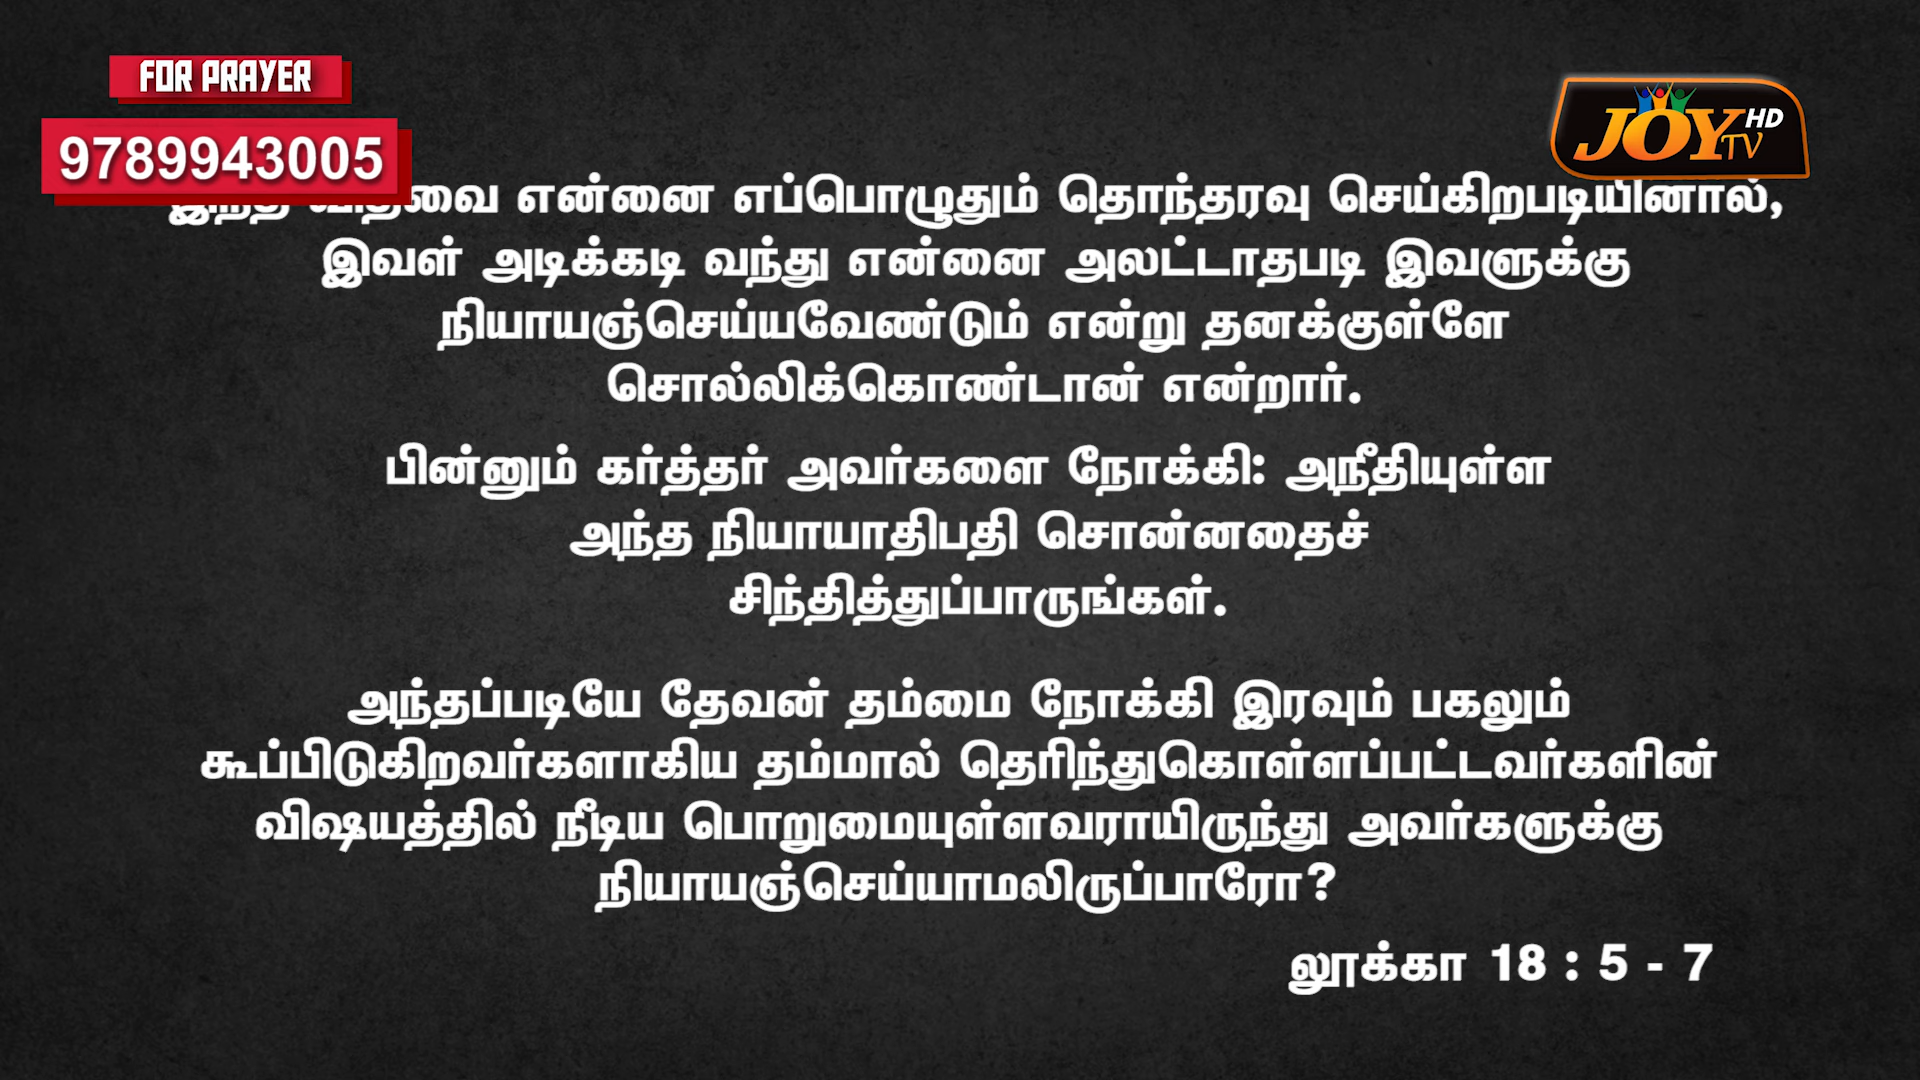 FOR PRAYER
9789943005
JOY TV HD
என்னை எப்பொழுதும் தொந்தரவு செய்கிறபடியினால்,
இவள் அடிக்கடி வந்து என்னை அலட்டாதபடி இவளுக்கு
நியாயஞ்செய்யவேண்டும் என்று தனக்குள்ளே
சொல்லிக்கொண்டான் என்றார்.
பின்னும் கர்த்தர் அவர்களை நோக்கி: அநீதியுள்ள
அந்த நியாயாதிபதி சொன்னதைச்
சிந்தித்துப்பாருங்கள்.
அந்தப்படியே தேவன் தம்மை நோக்கி இரவும் பகலும்
கூப்பிடுகிறவர்களாகிய தம்மால் தெரிந்துகொள்ளப்பட்டவர்களின்
விஷயத்தில் நீடிய பொறுமையுள்ளவராயிருந்து அவர்களுக்கு
நியாயஞ்செய்யாமலிருப்பாரோ?
லூக்கா 18 : 5 - 7